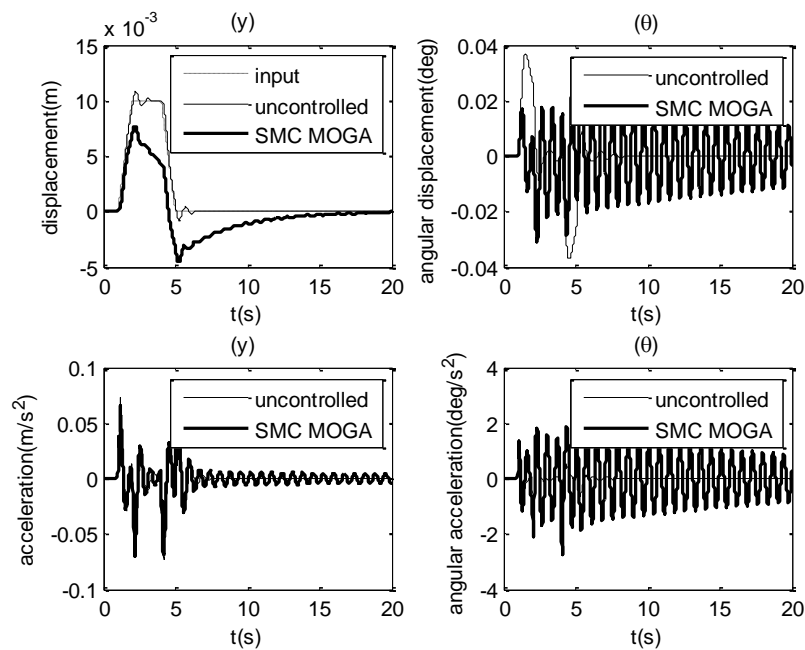 (y)
x 10-3
displacement(m)
15
10
5
0
-5
input
uncontrolled
SMC MOGA
0 5 10 15 20
t(s)
(θ)
angular displacement(deg)
0.04
0.02
0
-0.02
-0.04
uncontrolled
SMC MOGA
0 5 10 15 20
t(s)
(y)
acceleration(m/s2)
0.1
0.05
0
-0.05
-0.1
uncontrolled
SMC MOGA
0 5 10 15 20
t(s)
(θ)
angular acceleration(deg/s2)
4
2
0
-2
-4
uncontrolled
SMC MOGA
0 5 10 15 20
t(s)